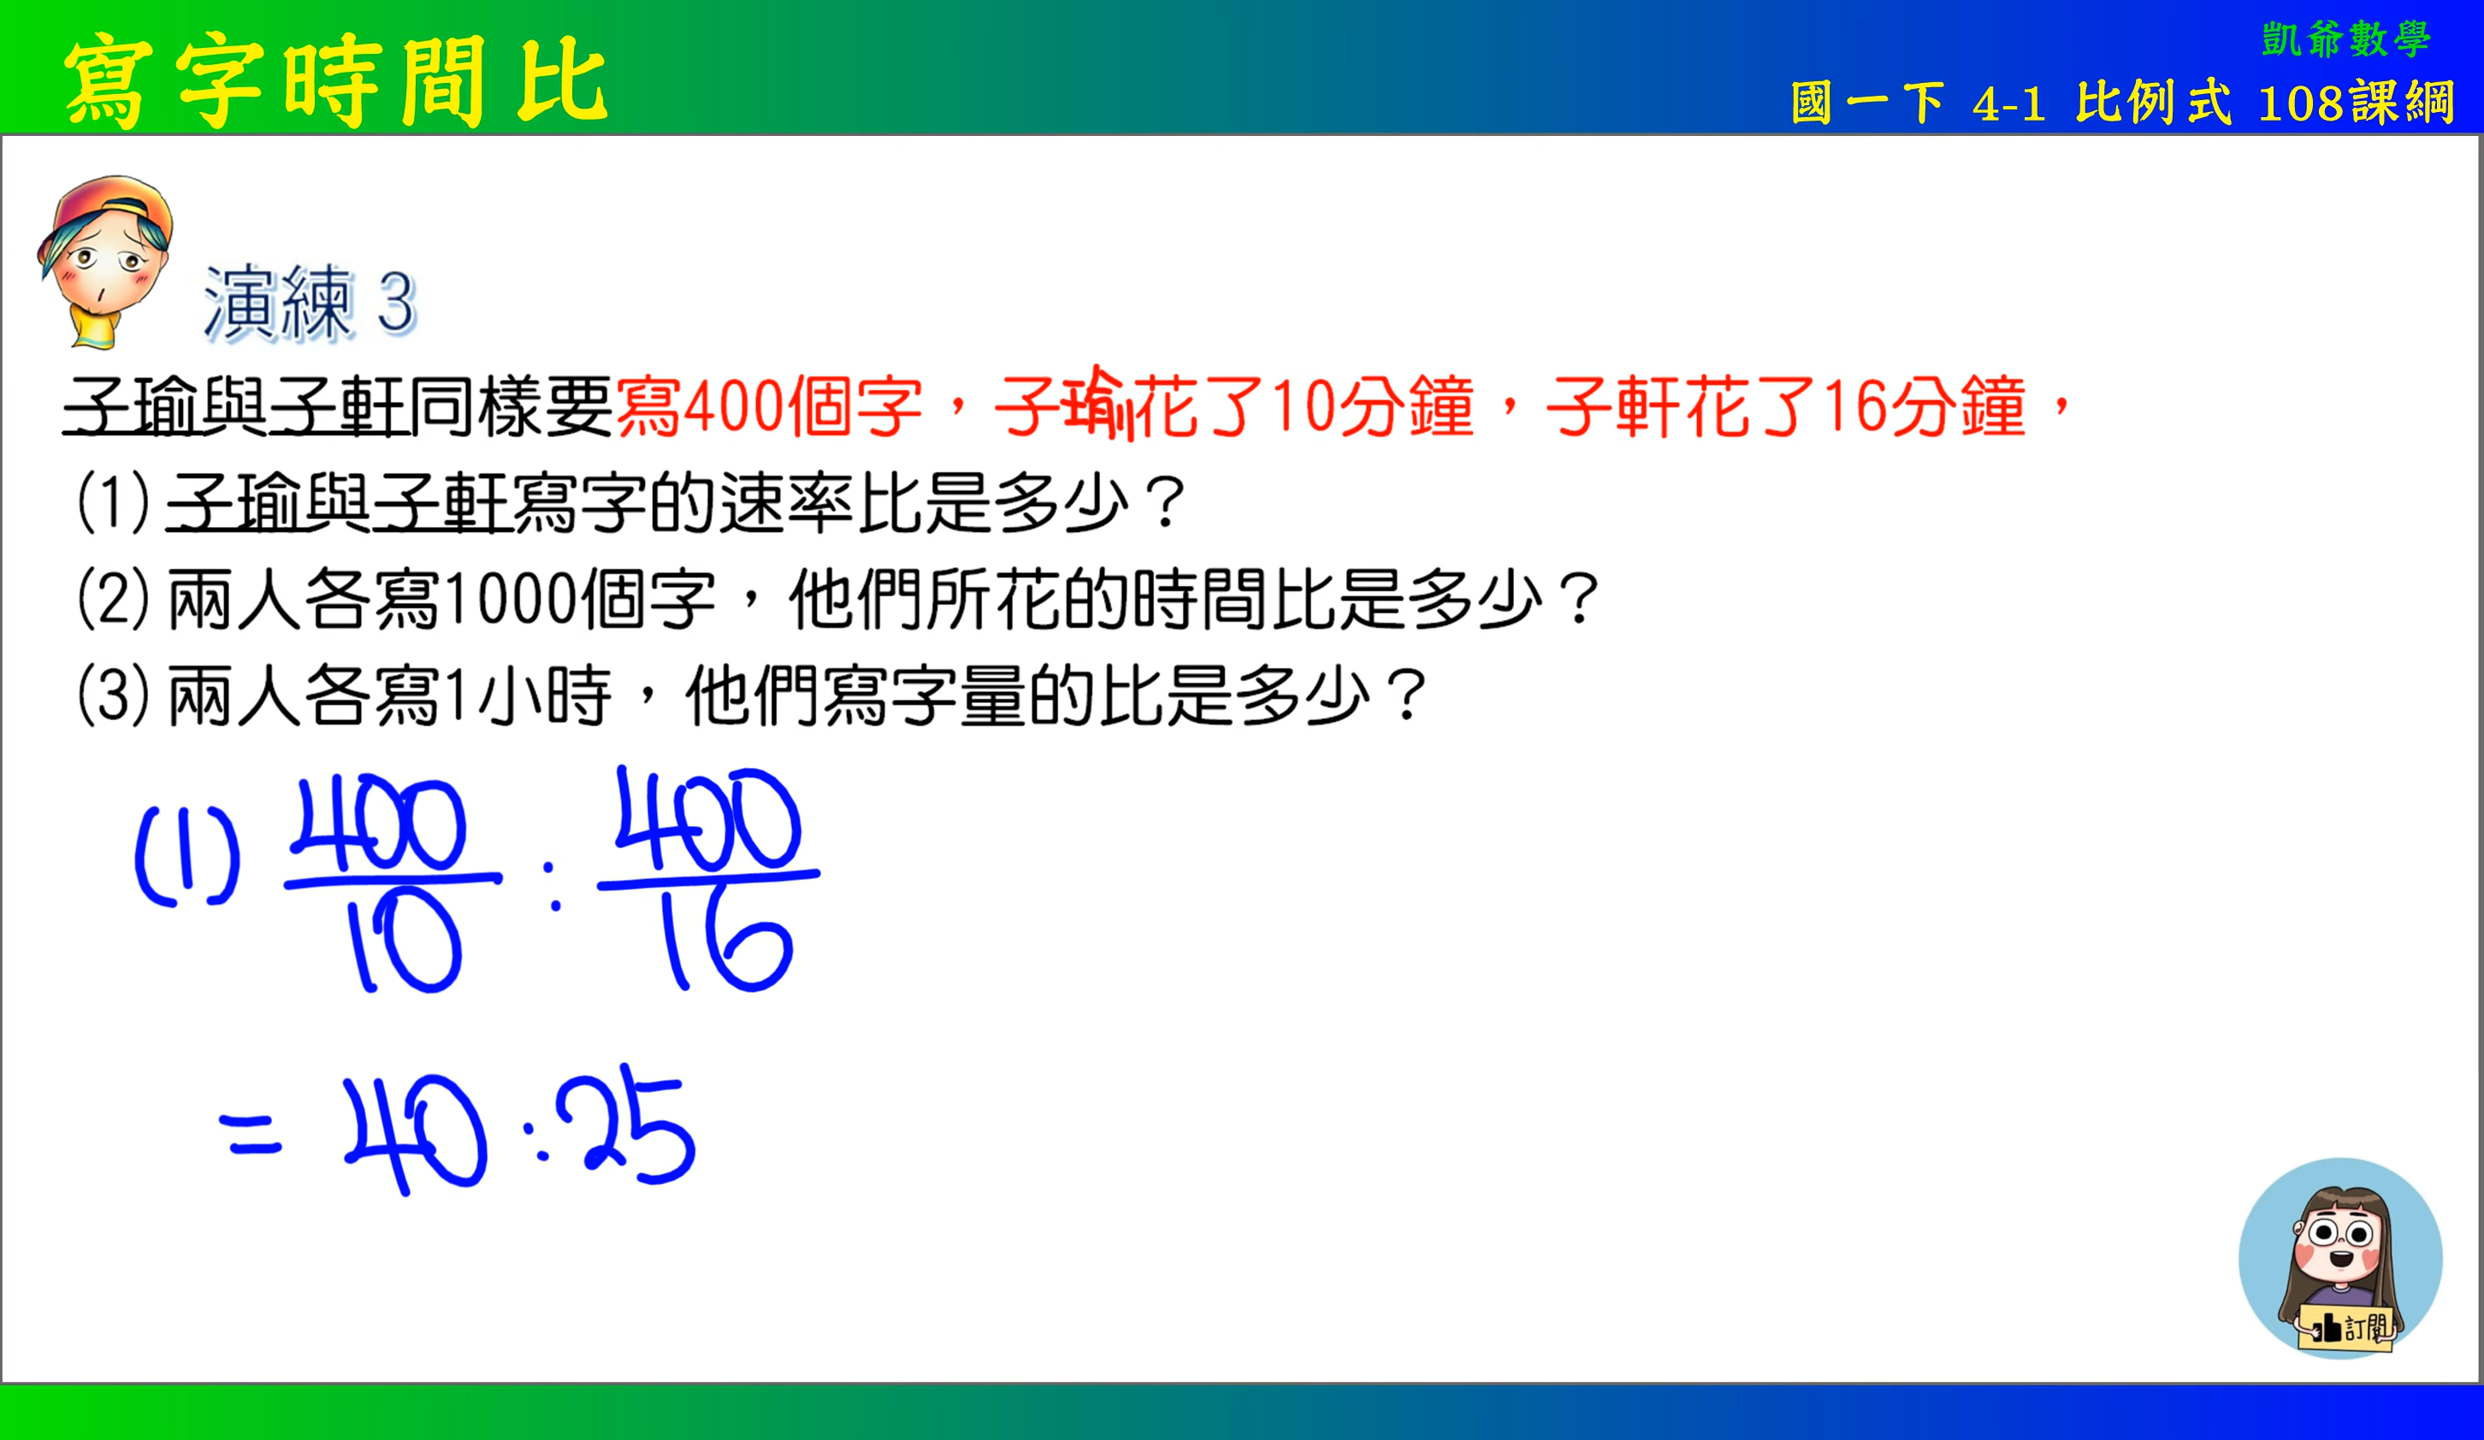 寫字時間比
凱爺數學
國一下 4-1 比例式 108課綱
演練 3
子瑜與子軒同樣要寫400個字，子瑜花了10分鐘，子軒花了16分鐘，
(1)子瑜與子軒寫字的速率比是多少？
(2)兩人各寫1000個字，他們所花的時間比是多少？
(3)兩人各寫1小時，他們寫字量的比是多少？
(1) 400/10 : 400/16
= 40 : 25
訂閱